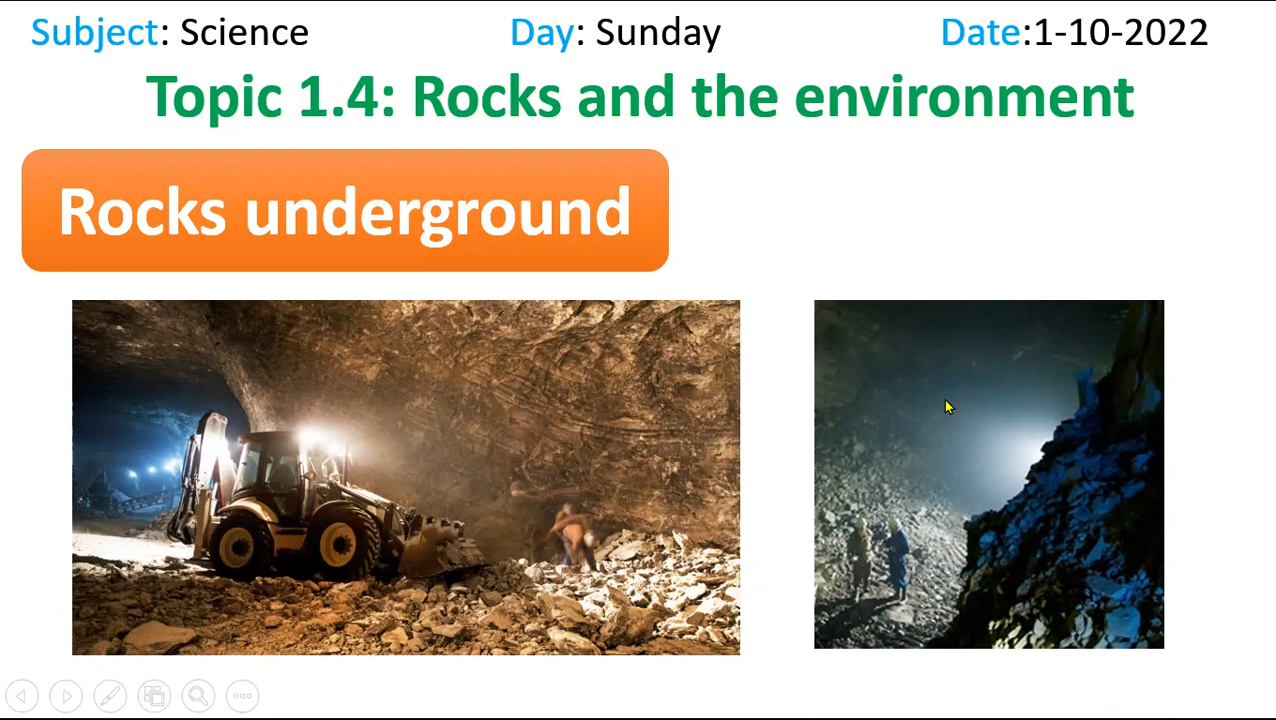 Subject: Science Day: Sunday Date:1-10-2022
Topic 1.4: Rocks and the environment
Rocks underground